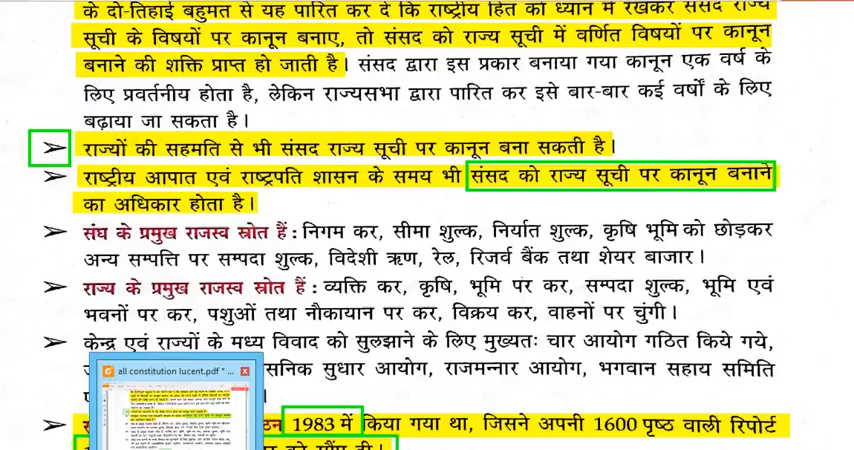 के दो-तिहाई बहुमत से यह पारित कर दे कि राष्ट्रीय हित को ध्यान में रखकर संसद राज्य
सूची के विषयों पर कानून बनाए, तो संसद को राज्य सूची में वर्णित विषयों पर कानून
बनाने की शक्ति प्राप्त हो जाती है। संसद द्वारा इस प्रकार बनाया गया कानून एक वर्ष के
लिए प्रवर्तनीय होता है, लेकिन राज्यसभा द्वारा पारित कर इसे बार-बार कई वर्षों के लिए
बढ़ाया जा सकता है।
➢ राज्यों की सहमति से भी संसद राज्य सूची पर कानून बना सकती है।
➢ राष्ट्रीय आपात एवं राष्ट्रपति शासन के समय भी संसद को राज्य सूची पर कानून बनाने
का अधिकार होता है।
➢ संघ के प्रमुख राजस्व स्रोत हैं : निगम कर, सीमा शुल्क, निर्यात शुल्क, कृषि भूमि को छोड़कर
अन्य सम्पत्ति पर सम्पदा शुल्क, विदेशी ऋण, रेल, रिजर्व बैंक तथा शेयर बाजार।
➢ राज्य के प्रमुख राजस्व स्रोत हैं : व्यक्ति कर, कृषि, भूमि पर कर, सम्पदा शुल्क, भूमि एवं
भवनों पर कर, पशुओं तथा नौकायान पर कर, विक्रय कर, वाहनों पर चुंगी।
➢ केन्द्र एवं राज्यों के मध्य विवाद को सुलझाने के लिए मुख्यतः चार आयोग गठित किये गये,
सनिक सुधार आयोग, राजमन्नार आयोग, भगवान सहाय समिति
all constitution lucent.pdf * ...
1983 में किया गया था, जिसने अपनी 1600 पृष्ठ वाली रिपोर्ट